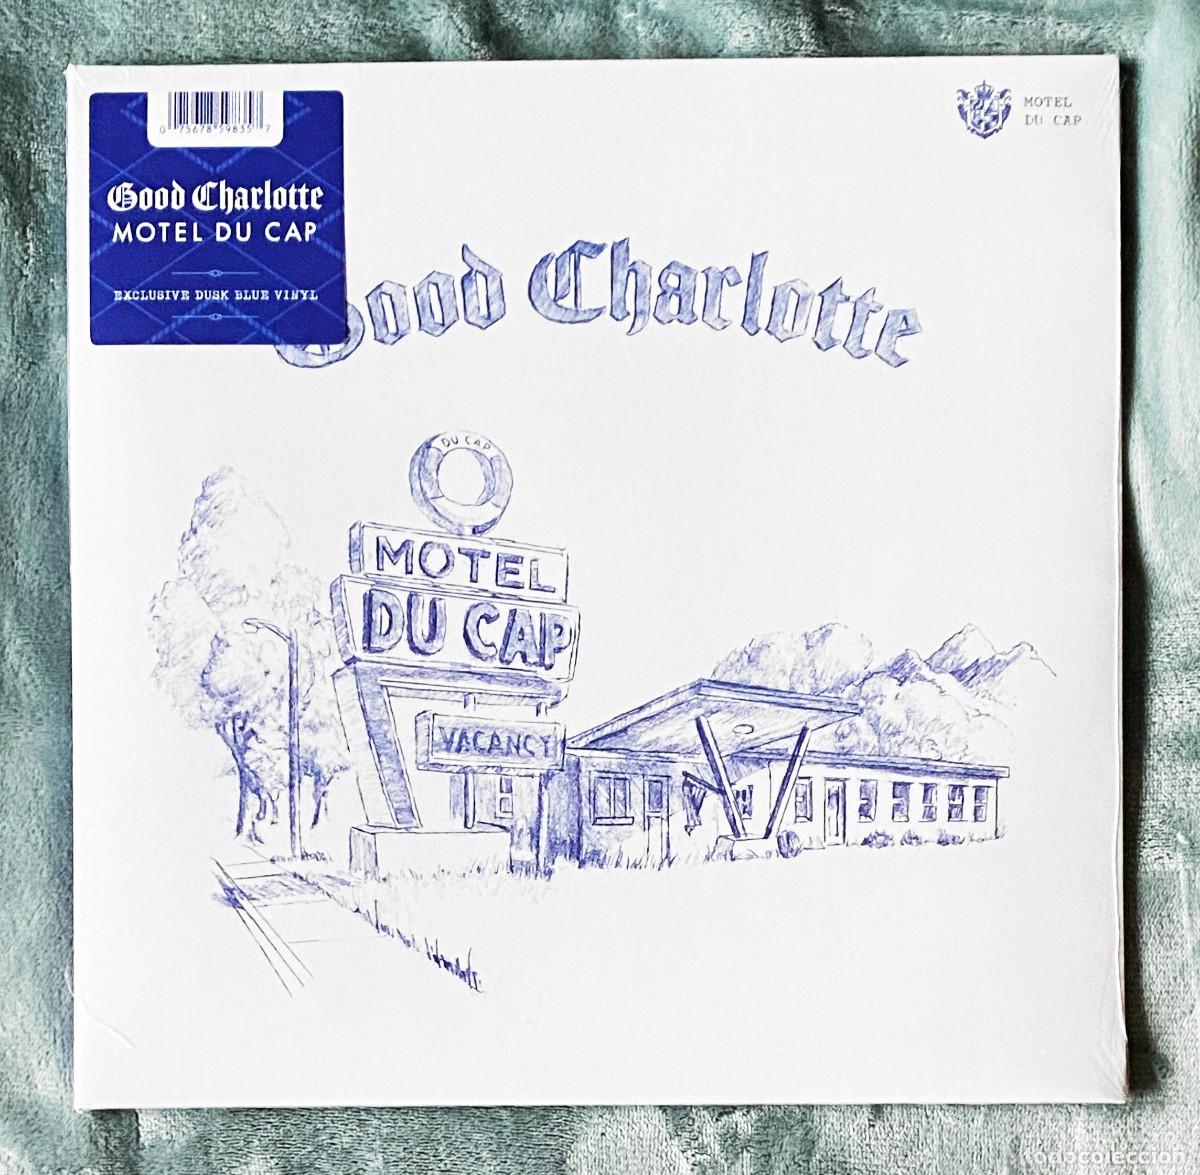 0 75678 59835 7
Good Charlotte
MOTEL DU CAP
EXCLUSIVE DUSK BLUE VINYL
MOTEL
DU CAP
Good Charlotte
DU CAP
MOTEL
DU CAP
VACANCY
todocoleccion